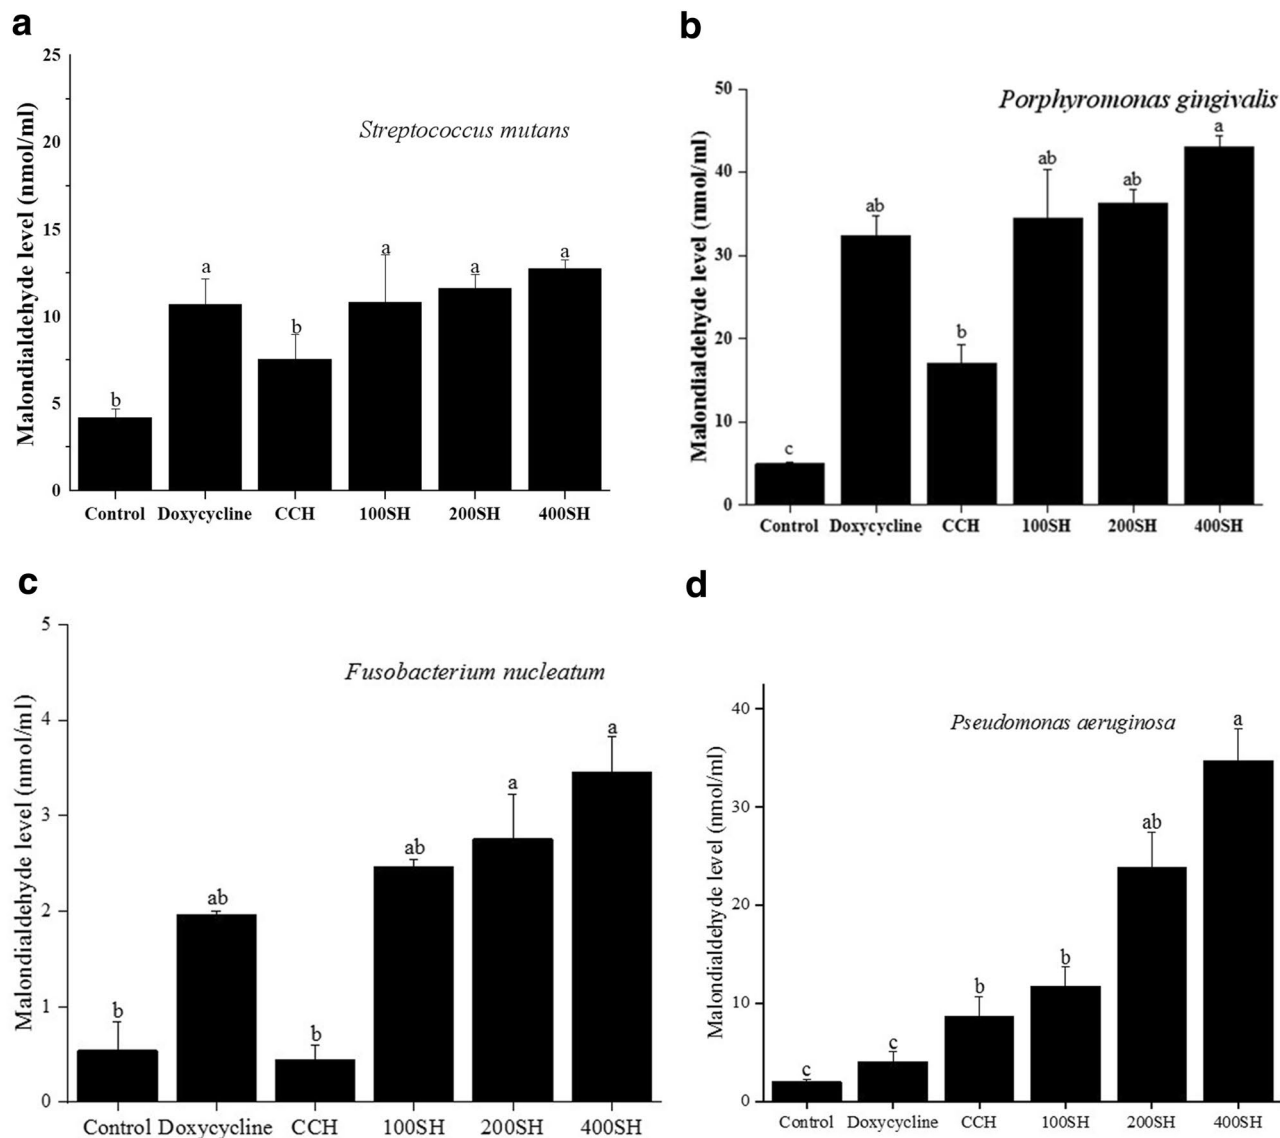 a
Malondialdehyde level (nmol/ml)
25
20
15
10
5
0
Streptococcus mutans
b
a
b
a
a
a
Control Doxycycline CCH 100SH 200SH 400SH
b
Malondialdehyde level (nmol/ml)
50
40
30
20
10
0
Porphyromonas gingivalis
c
ab
b
ab
ab
a
Control Doxycycline CCH 100SH 200SH 400SH
c
Malondialdehyde level (nmol/ml)
5
4
3
2
1
0
Fusobacterium nucleatum
b
ab
b
ab
a
a
Control Doxycycline CCH 100SH 200SH 400SH
d
Malondialdehyde level (nmol/ml)
40
30
20
10
0
Pseudomonas aeruginosa
c
c
b
b
ab
a
Control Doxycycline CCH 100SH 200SH 400SH